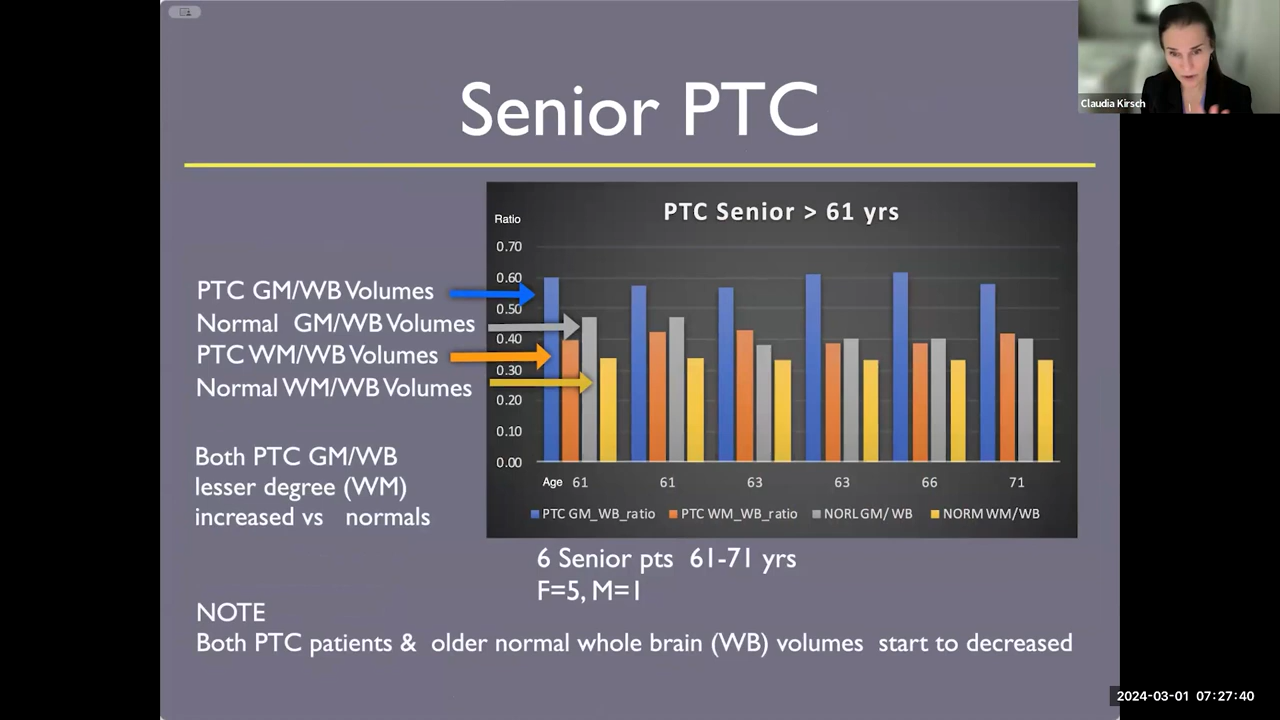 Senior PTC
Claudia Kirsch
PTC GM/WB Volumes
Normal GM/WB Volumes
PTC WM/WB Volumes
Normal WM/WB Volumes
Both PTC GM/WB
lesser degree (WM)
increased vs normals
PTC Senior > 61 yrs
Ratio
0.70
0.60
0.50
0.40
0.30
0.20
0.10
0.00
Age 61 61 63 63 66 71
PTC GM_WB_ratio PTC WM_WB_ratio NORL GM/ WB NORM WM/WB
6 Senior pts 61-71 yrs
F=5, M=1
NOTE
Both PTC patients & older normal whole brain (WB) volumes start to decreased
2024-03-01 07:27:40